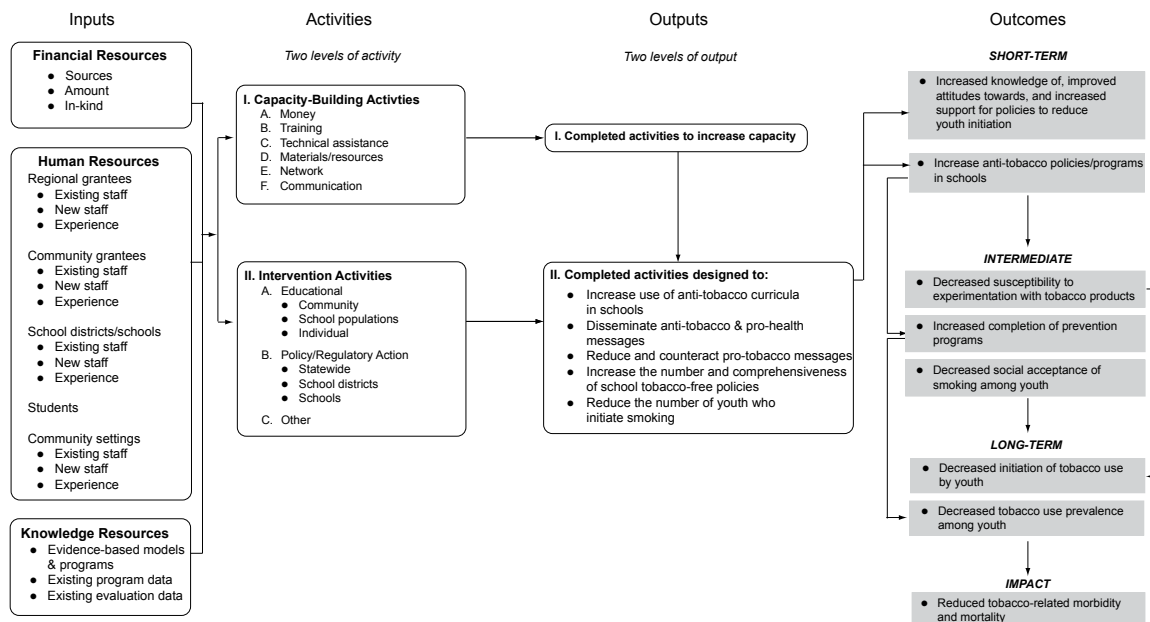 Inputs
Activities
Outputs
Outcomes
Financial Resources
● Sources
● Amount
● In-kind
Human Resources
Regional grantees
● Existing staff
● New staff
● Experience
Community grantees
● Existing staff
● New staff
● Experience
School districts/schools
● Existing staff
● New staff
● Experience
Students
Community settings
● Existing staff
● New staff
● Experience
Knowledge Resources
● Evidence-based models
& programs
● Existing program data
● Existing evaluation data
Two levels of activity
I. Capacity-Building Activties
A. Money
B. Training
C. Technical assistance
D. Materials/resources
E. Network
F. Communication
II. Intervention Activities
A. Educational
● Community
● School populations
● Individual
B. Policy/Regulatory Action
● Statewide
● School districts
● Schools
C. Other
Two levels of output
I. Completed activities to increase capacity
II. Completed activities designed to:
● Increase use of anti-tobacco curricula
in schools
● Disseminate anti-tobacco & pro-health
messages
● Reduce and counteract pro-tobacco messages
● Increase the number and comprehensiveness
of school tobacco-free policies
● Reduce the number of youth who
initiate smoking
SHORT-TERM
● Increased knowledge of, improved
attitudes towards, and increased
support for policies to reduce
youth initiation
● Increase anti-tobacco policies/programs
in schools
INTERMEDIATE
● Decreased susceptibility to
experimentation with tobacco products
● Increased completion of prevention
programs
● Decreased social acceptance of
smoking among youth
LONG-TERM
● Decreased initiation of tobacco use
by youth
● Decreased tobacco use prevalence
among youth
IMPACT
● Reduced tobacco-related morbidity
and mortality